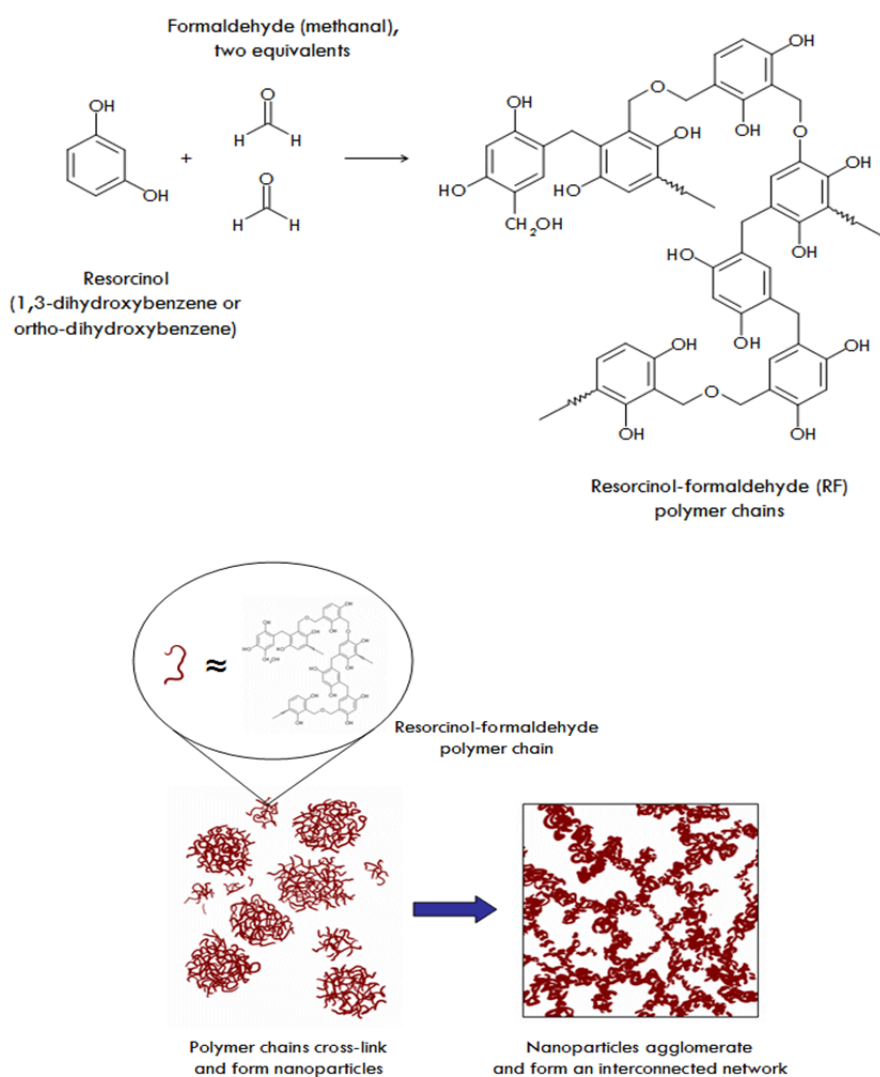 Formaldehyde (methanal),
two equivalents
OH
OH
O
H H
+
O
H H
Resorcinol
(1,3-dihydroxybenzene or
ortho-dihydroxybenzene)
OH
O
OH
OH
O
OH
HO
HO
CH2OH
OH
OH
HO
OH
OH
OH
O
OH
OH
Resorcinol-formaldehyde (RF)
polymer chains
≈
Resorcinol-formaldehyde
polymer chain
Polymer chains cross-link
and form nanoparticles
Nanoparticles agglomerate
and form an interconnected network